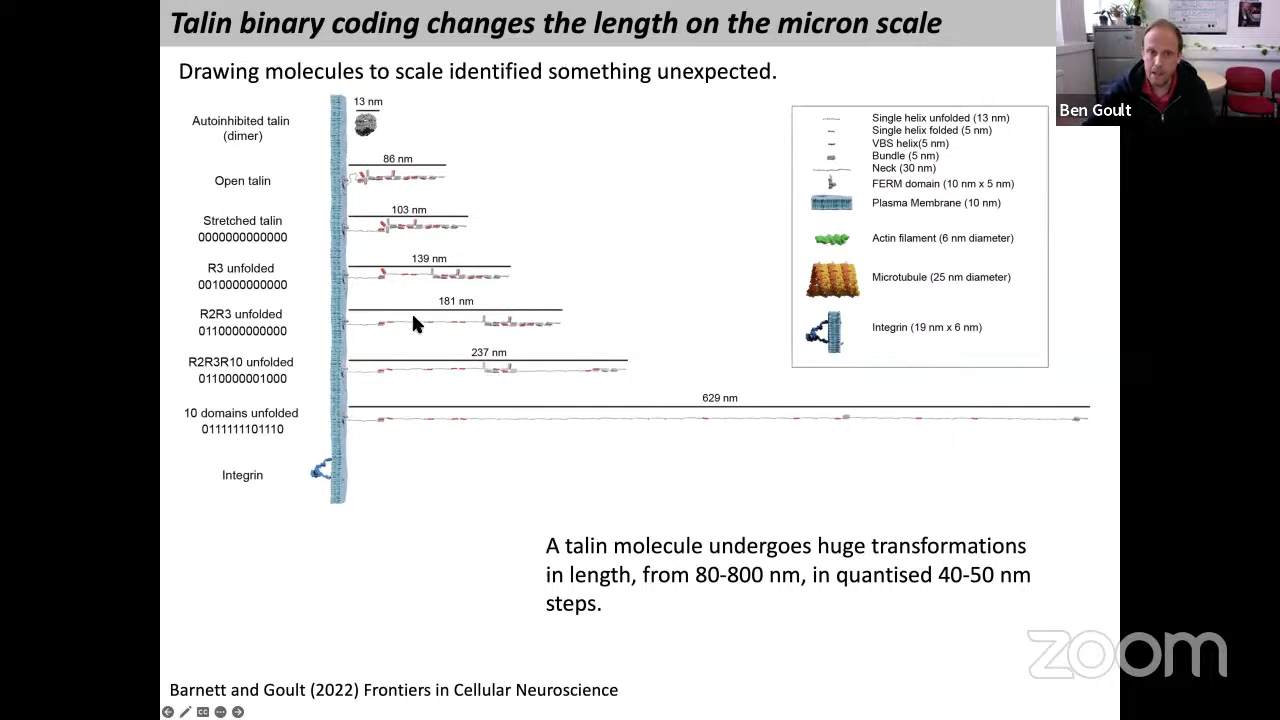 Talin binary coding changes the length on the micron scale
Drawing molecules to scale identified something unexpected.
13 nm
Autoinhibited talin
(dimer)
86 nm
Open talin
103 nm
Stretched talin
0000000000000
139 nm
R3 unfolded
0010000000000
181 nm
R2R3 unfolded
0110000000000
237 nm
R2R3R10 unfolded
0110000001000
629 nm
10 domains unfolded
0111111101110
Integrin
Single helix unfolded (13 nm)
Single helix folded (5 nm)
VBS helix(5 nm)
Bundle (5 nm)
Neck (30 nm)
FERM domain (10 nm x 5 nm)
Plasma Membrane (10 nm)
Actin filament (6 nm diameter)
Microtubule (25 nm diameter)
Integrin (19 nm x 6 nm)
Ben Goult
A talin molecule undergoes huge transformations
in length, from 80-800 nm, in quantised 40-50 nm
steps.
zoom
Barnett and Goult (2022) Frontiers in Cellular Neuroscience